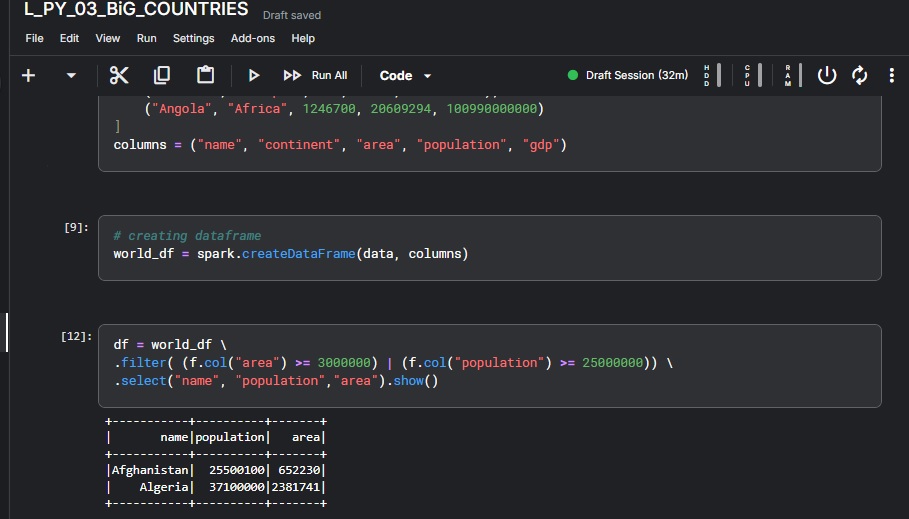 L_PY_03_BiG_COUNTRIES Draft saved
File Edit View Run Settings Add-ons Help
Run All Code Draft Session (32m) HDD CPU RAM
("Angola", "Africa", 1246700, 20609294, 100990000000)
]
columns = ("name", "continent", "area", "population", "gdp")
[9]:
# creating dataframe
world_df = spark.createDataFrame(data, columns)
[12]:
df = world_df \
.filter( (f.col("area") >= 3000000) | (f.col("population") >= 25000000)) \
.select("name", "population","area").show()
+-----------+----------+-------+
|       name|population|   area|
+-----------+----------+-------+
|Afghanistan|  25500100| 652230|
|    Algeria|  37100000|2381741|
+-----------+----------+-------+